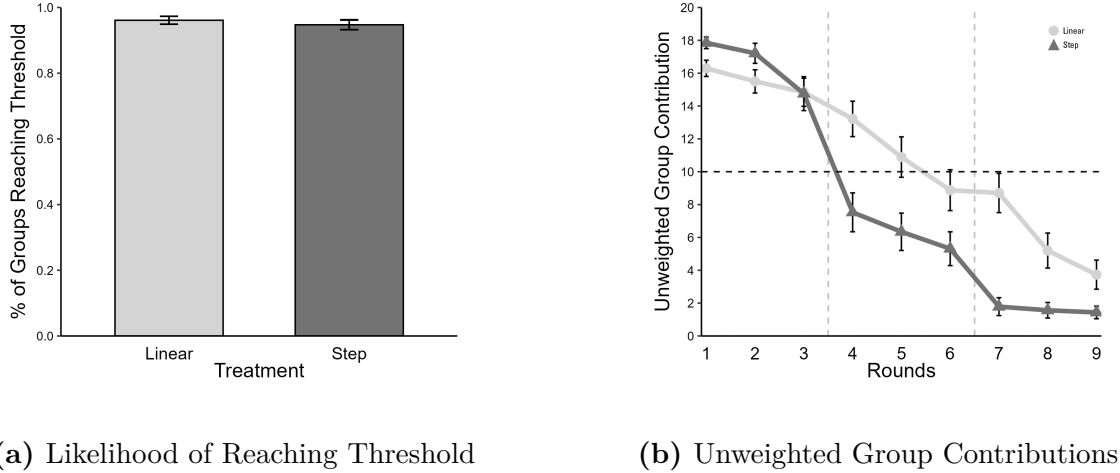 1.0
0.8
0.6
0.4
0.2
0.0
% of Groups Reaching Threshold
Linear Step
Treatment
20
18
16
14
12
10
8
6
4
2
0
Unweighted Group Contribution
Linear
Step
1 2 3 4 5 6 7 8 9
Rounds
a) Likelihood of Reaching Threshold
(b) Unweighted Group Contributions